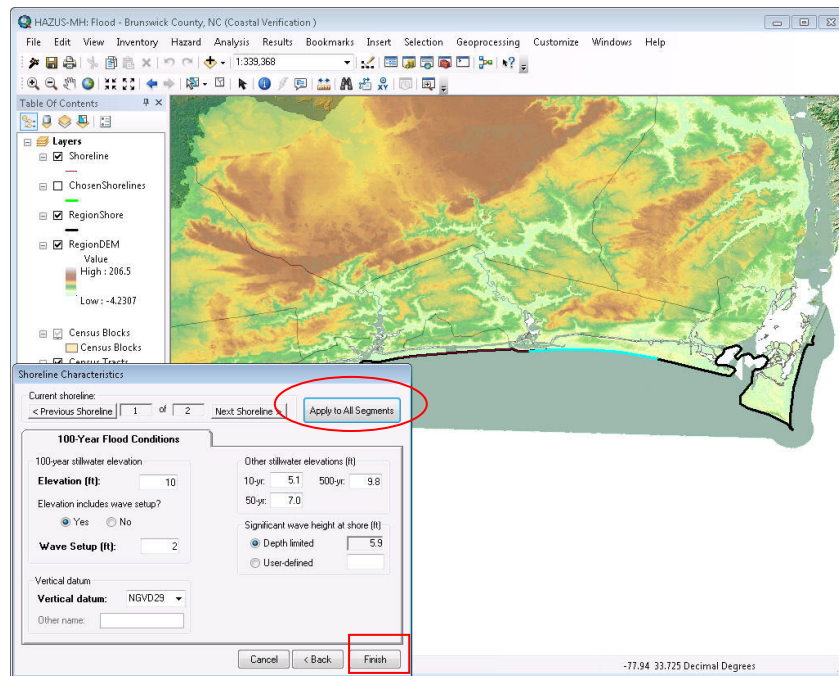 HAZUS-MH: Flood - Brunswick County, NC (Coastal Verification )
File Edit View Inventory Hazard Analysis Results Bookmarks Insert Selection Geoprocessing Customize Windows Help
1:339,368
Table Of Contents
Layers
Shoreline
ChosenShorelines
RegionShore
RegionDEM
Value
High : 206.5
Low : -4.2307
Census Blocks
Census Blocks
Census Tracts
Shoreline Characteristics
Current shoreline:
< Previous Shoreline 1 of 2 Next Shoreline > Apply to All Segments
100-Year Flood Conditions
100-year stillwater elevation
Elevation (ft): 10
Elevation includes wave setup?
Yes No
Wave Setup (ft): 2
Other stillwater elevations (ft)
10-yr: 5.1 500-yr: 9.8
50-yr: 7.0
Significant wave height at shore (ft)
Depth limited 5.9
User-defined
Vertical datum
Vertical datum: NGVD29
Other name:
Cancel < Back Finish
-77.94 33.725 Decimal Degrees